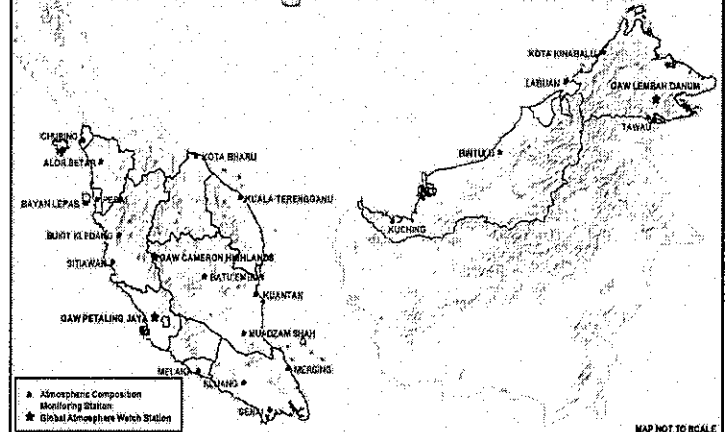 KOTA KINABALU
LABUAN
GAW LEMBAH DANUM
TAWAU
CHUPING
ALOR SETAR
KOTA BHARU
BINTULU
KUALA TERENGGANU
BAYAN LEPAS
PERAI
KUCHING
BUKIT KLEDANG
GAW CAMERON HIGHLANDS
SITIAWAN
BATU EMBUN
KUANTAN
GAW PETALING JAYA
MUADZAM SHAH
MELAKA
MERSING
KLUANG
SENAI
Atmospheric Composition
Monitoring Station
Global Atmosphere Watch Station
MAP NOT TO SCALE